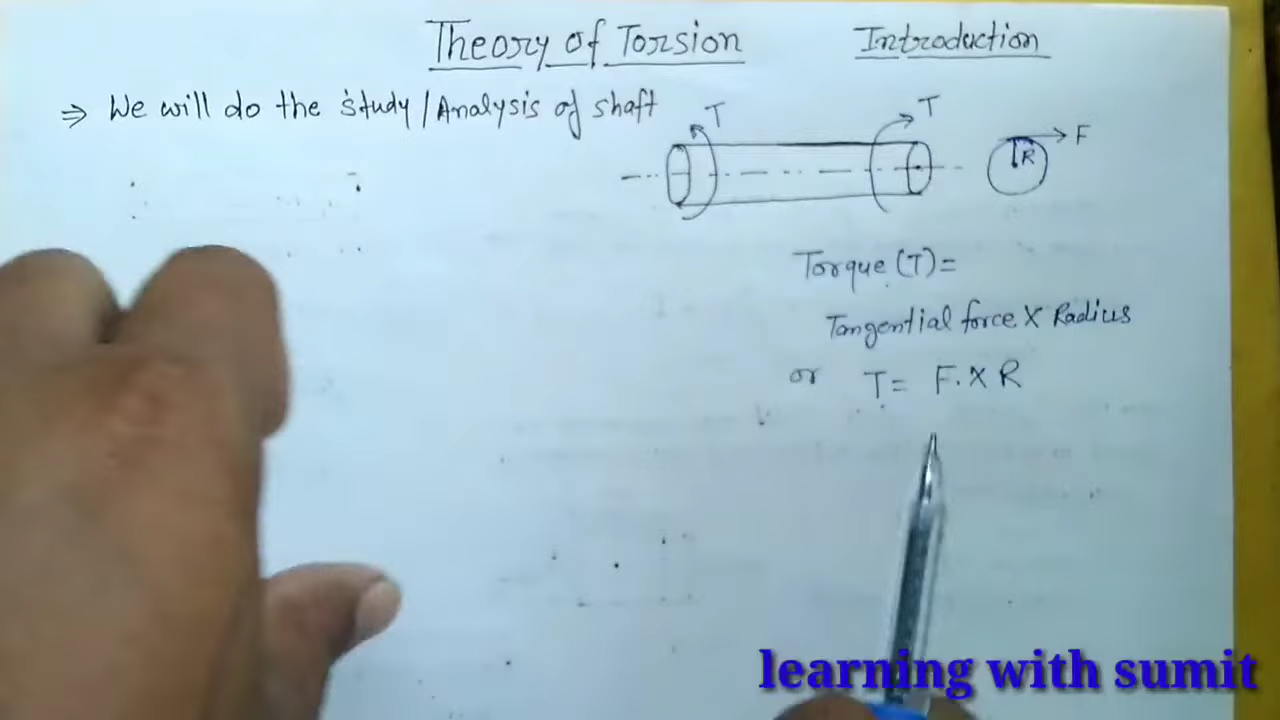 Theory of Torsion Introduction
⇒ We will do the study/Analysis of shaft
T T
F
R
Torque (T) =
Tangential force X Radius
or T = F. X R
learning with sumit